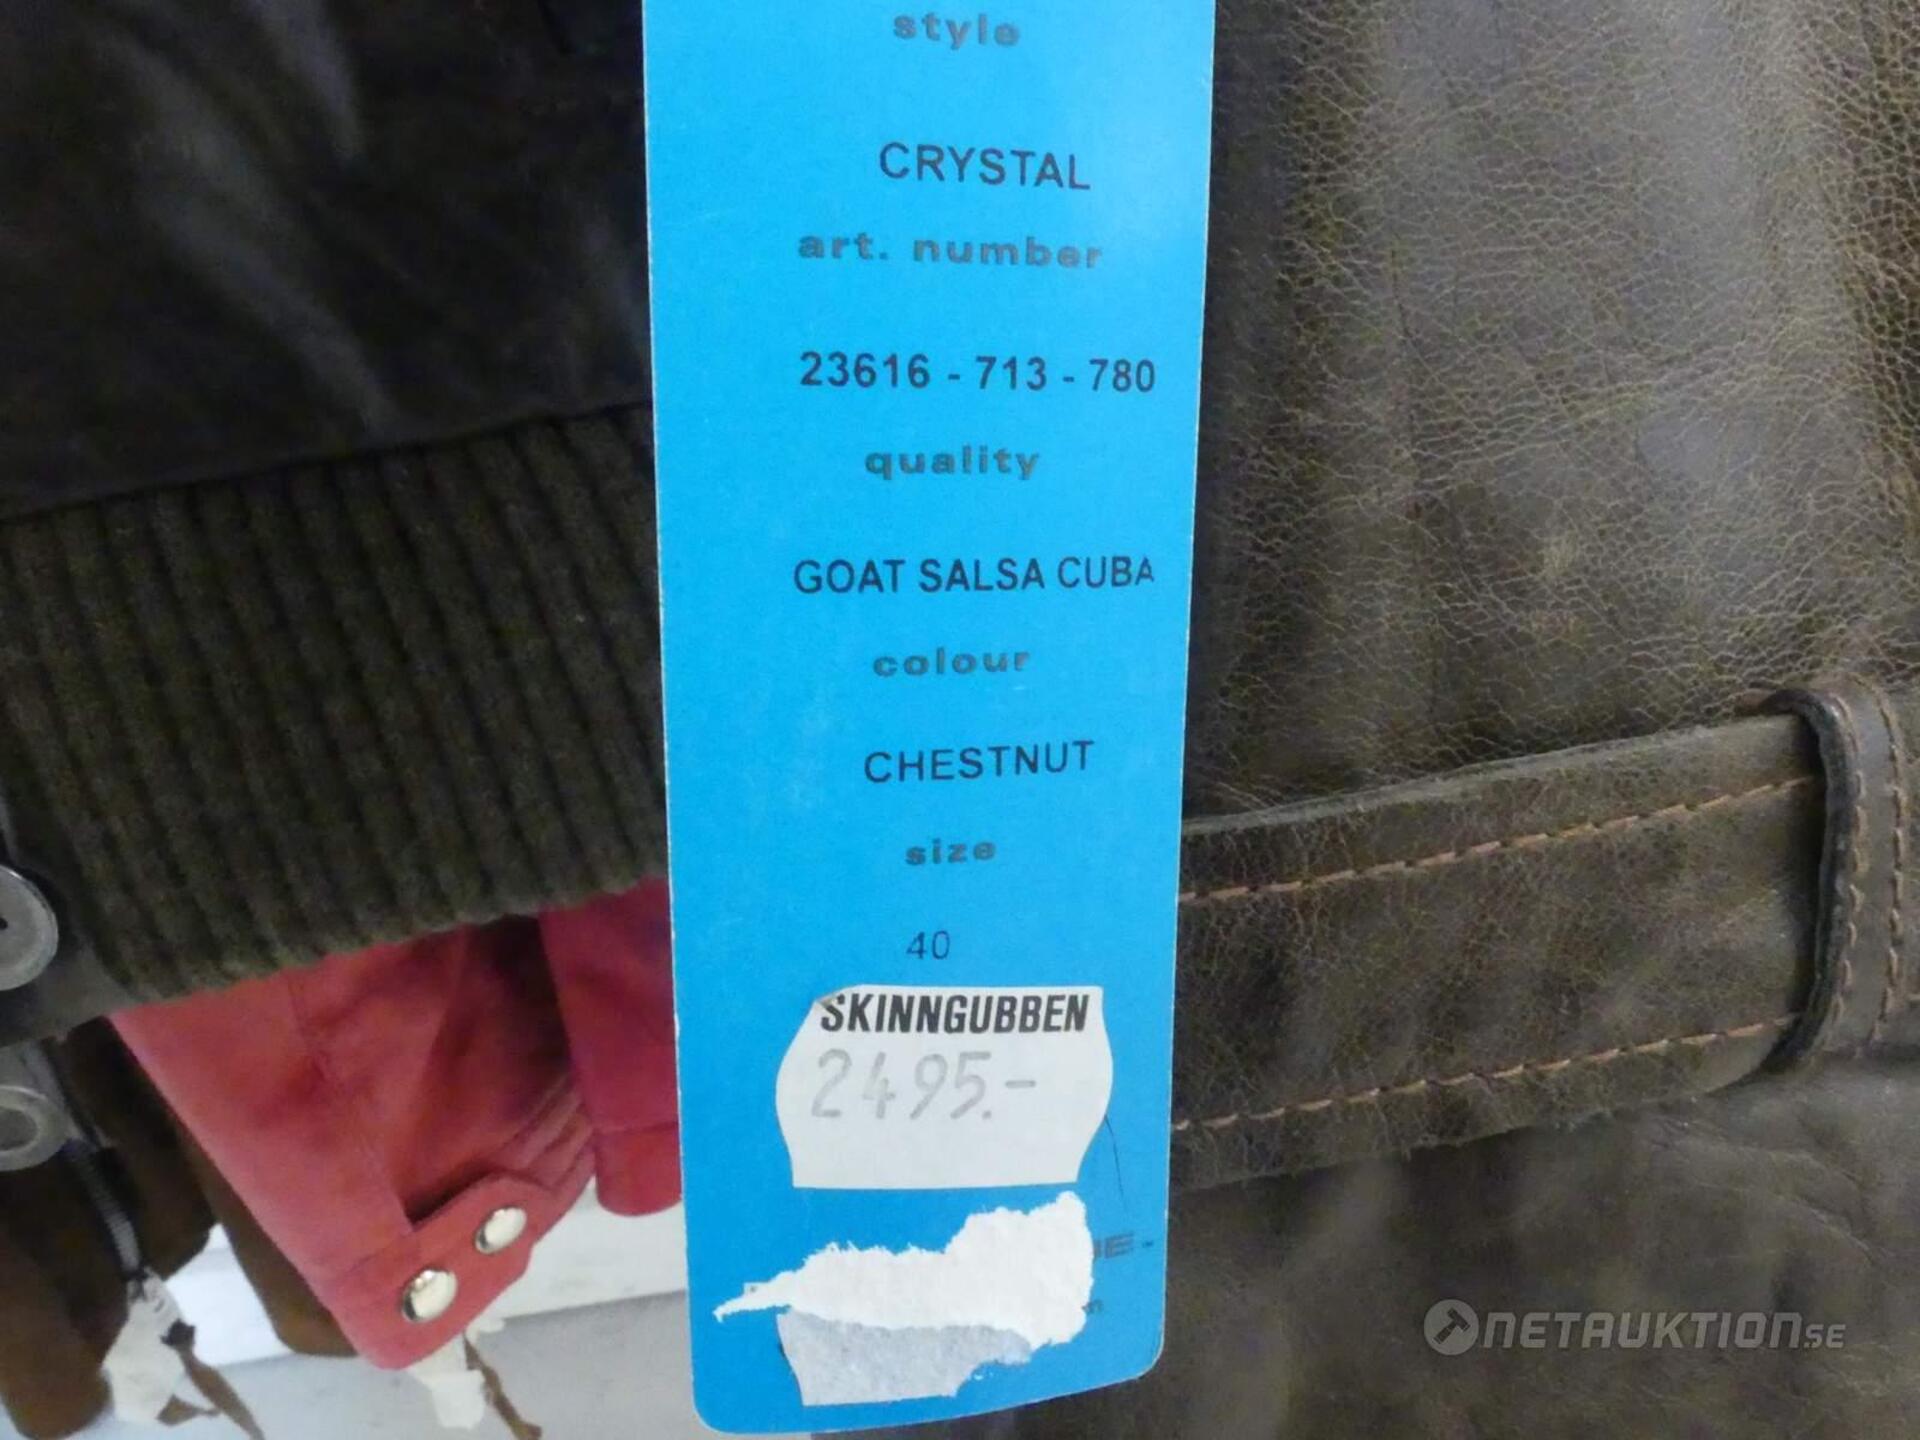 style
CRYSTAL
art. number
23616 - 713 - 780
quality
GOAT SALSA CUBA
colour
CHESTNUT
size
40
SKINNGUBBEN
2495.-
NETAUKTION.SE